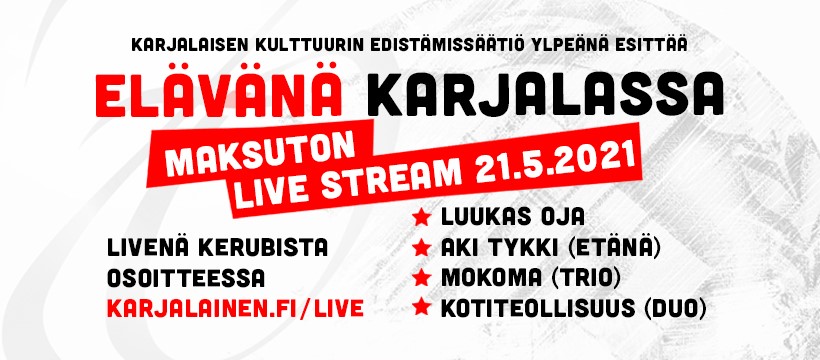 KARJALAISEN KULTTUURIN EDISTÄMISSÄÄTIÖ YLPEÄNÄ ESITTÄÄ
ELÄVÄNÄ KARJALASSA
MAKSUTON
LIVE STREAM 21.5.2021
LIVENÄ KERUBISTA
OSOITTEESSA
KARJALAINEN.FI/LIVE
LUUKAS OJA
AKI TYKKI (ETÄNÄ)
MOKOMA (TRIO)
KOTITEOLLISUUS (DUO)